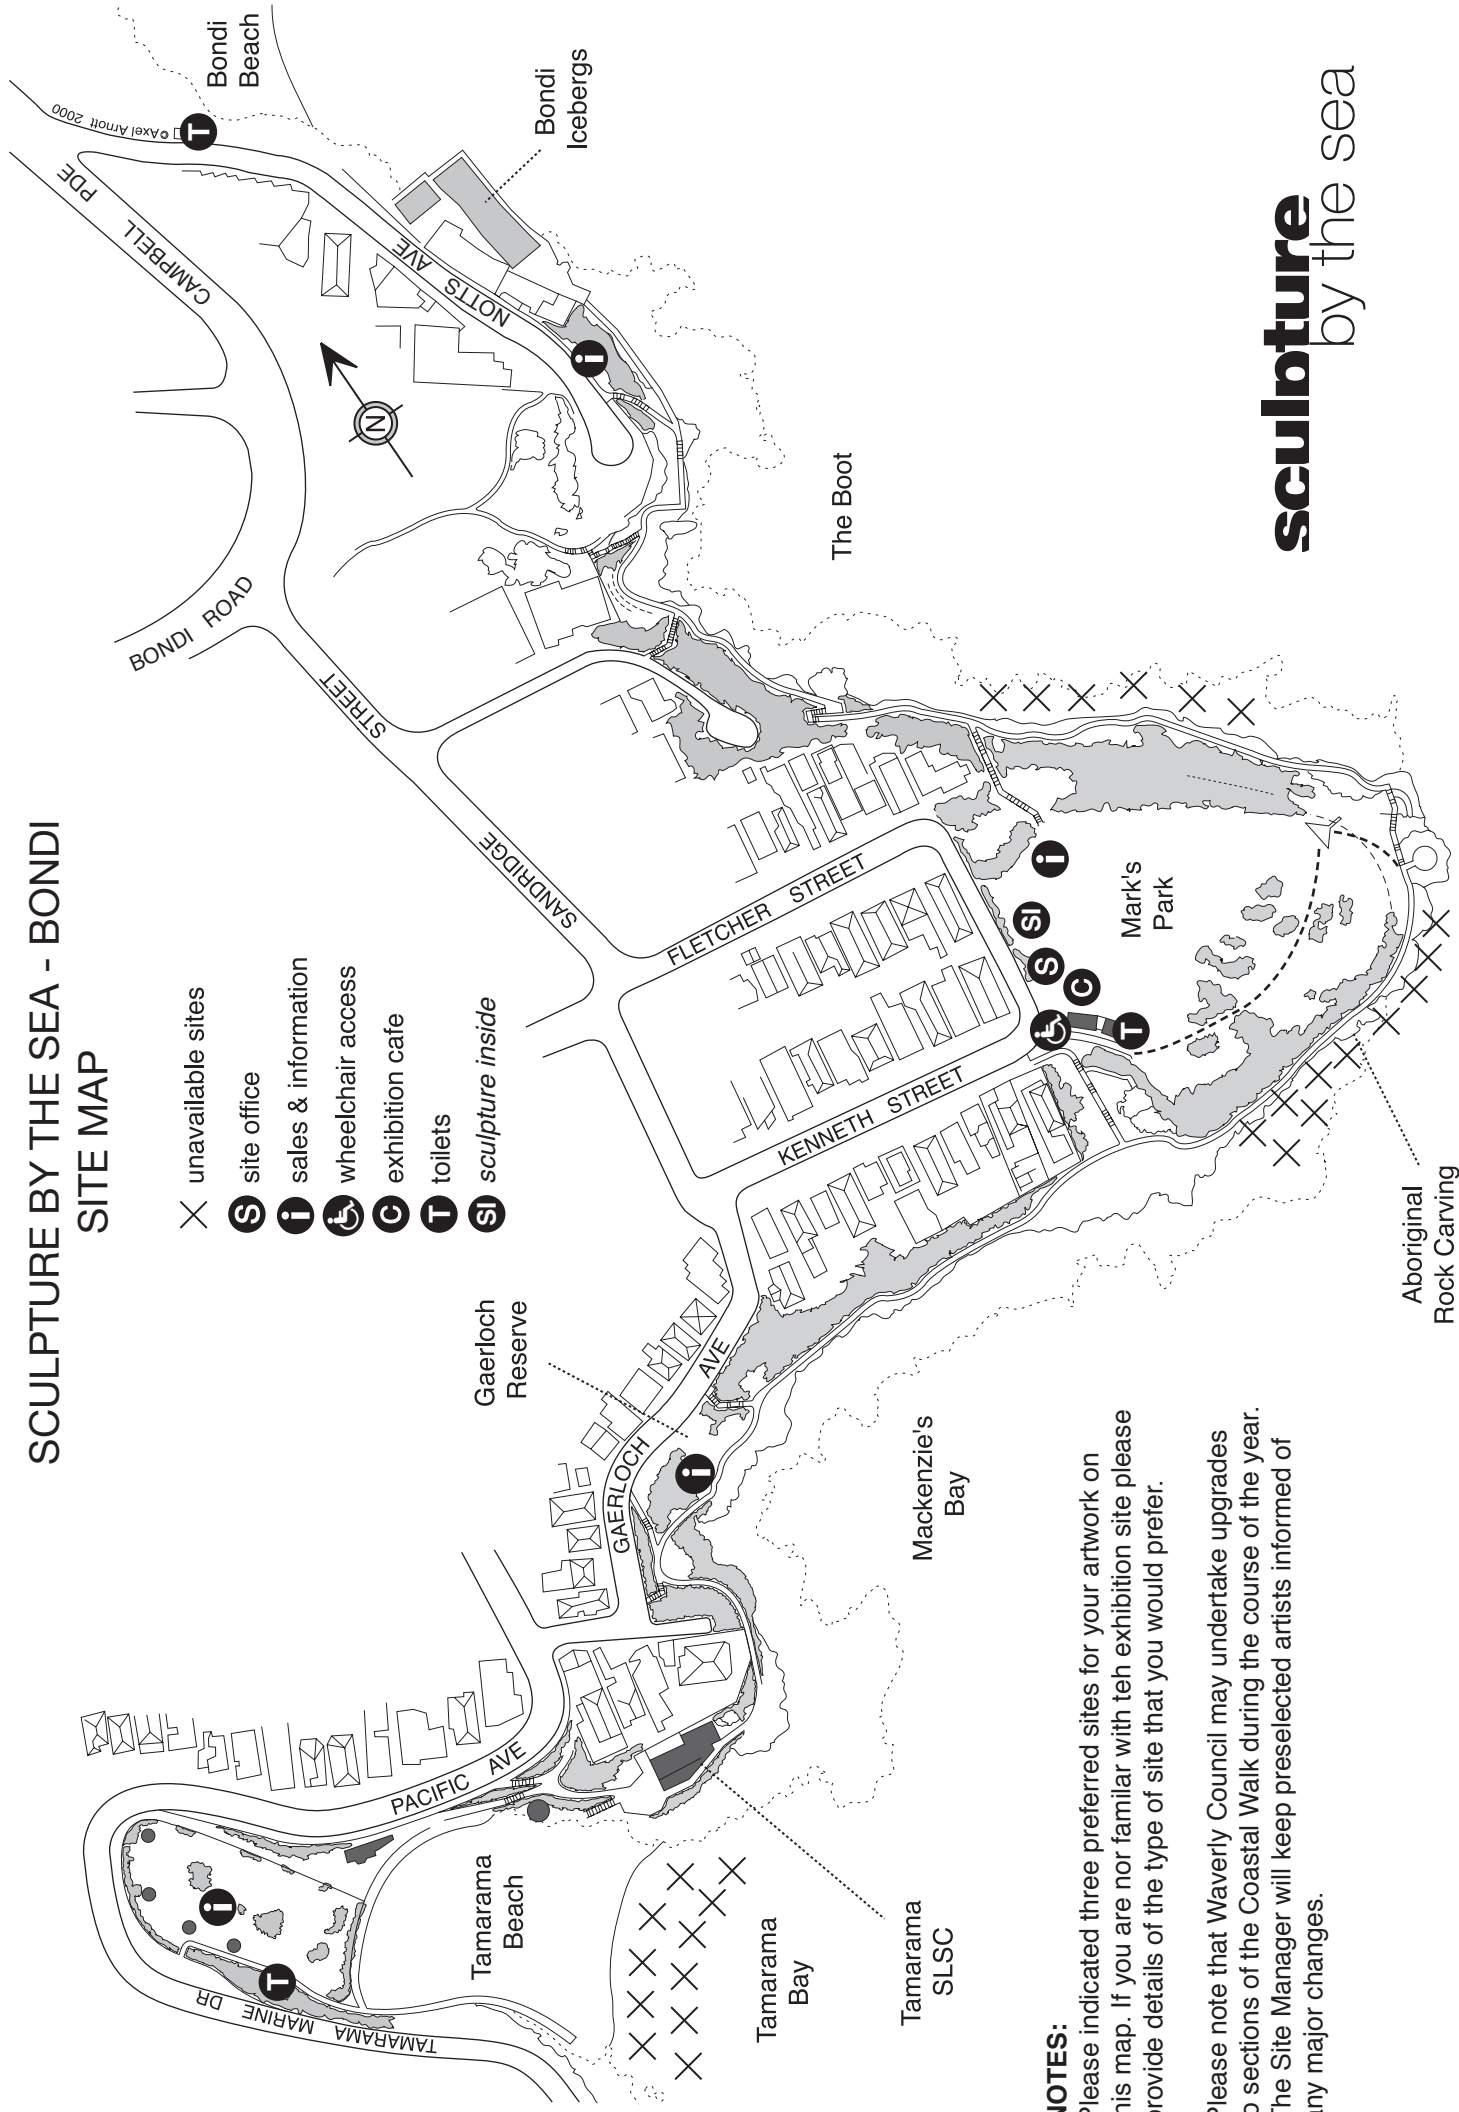 SCULPTURE BY THE SEA - BONDI
SITE MAP
unavailable sites
S site office
i sales & information
wheelchair access
C exhibition cafe
T toilets
SI sculpture inside
Bondi
Beach
© Axel Arnott 2000
T
CAMPBELL PDE
NOTTS AVE
Bondi
Icebergs
N
i
BONDI ROAD
SANDRIDGE STREET
The Boot
FLETCHER STREET
KENNETH STREET
i
SI
S
C
T
Mark's
Park
Aboriginal
Rock Carving
Gaerloch
Reserve
GAERLOCH AVE
i
Mackenzie's
Bay
PACIFIC AVE
TAMARAMA MARINE DR
i
T
Tamarama
Beach
Tamarama
Bay
Tamarama
SLSC
NOTES:
Please indicated three preferred sites for your artwork on
this map. If you are nor familiar with teh exhibition site please
provide details of the type of site that you would prefer.
Please note that Waverly Council may undertake upgrades
to sections of the Coastal Walk during the course of the year.
The Site Manager will keep preselected artists informed of
any major changes.
sculpture
by the sea